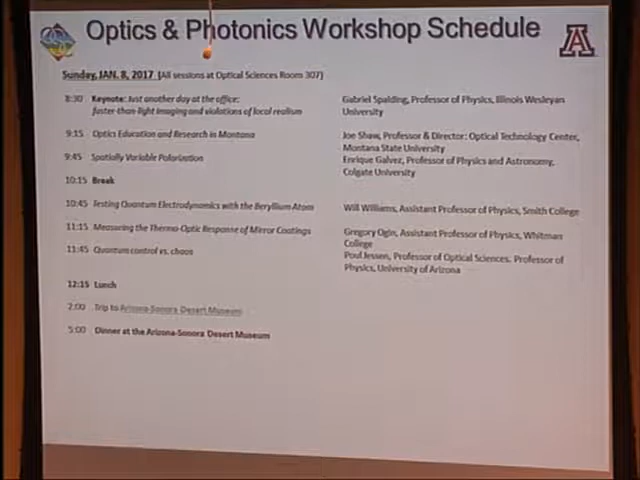 Optics & Photonics Workshop Schedule
A
Sunday, JAN. 8, 2017 (All sessions at Optical Sciences Room 307)
8:30 Keynote: Just another day at the office: Gabriel Spalding, Professor of Physics, Illinois Wesleyan
faster-than-light imaging and violations of local realism University
9:15 Optics Education and Research in Montana Joe Shaw, Professor & Director: Optical Technology Center,
Montana State University
9:45 Spatially Variable Polarization Enrique Galvez, Professor of Physics and Astronomy,
Colgate University
10:15 Break
10:45 Testing Quantum Electrodynamics with the Beryllium Atom Will Williams, Assistant Professor of Physics, Smith College
11:15 Measuring the Thermo-Optic Response of Mirror Coatings Gregory Ogin, Assistant Professor of Physics, Whitman
College
11:45 Quantum control vs. chaos Poul Jessen, Professor of Optical Sciences, Professor of
Physics, University of Arizona
12:15 Lunch
2:00 Trip to Arizona-Sonora Desert Museum
5:00 Dinner at the Arizona-Sonora Desert Museum